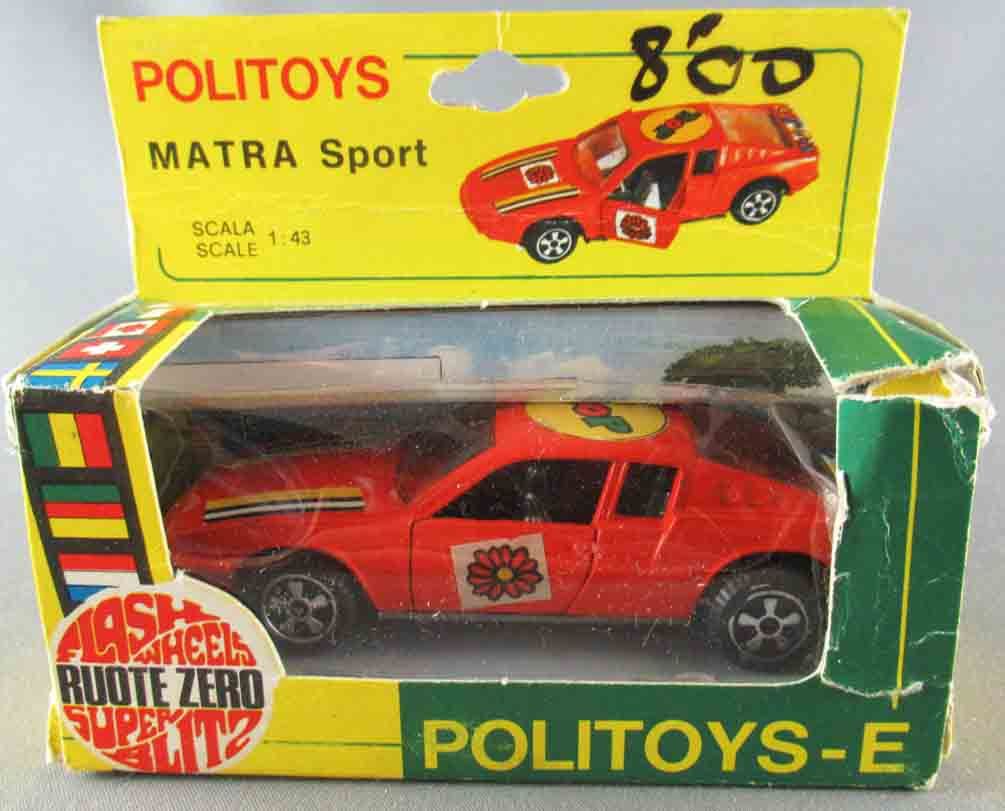 POLITOYS
8'00
MATRA Sport
SCALA
SCALE 1:43
FLASH
WHEELS
RUOTE ZERO
SUPER
BLITZ
POLITOYS-E